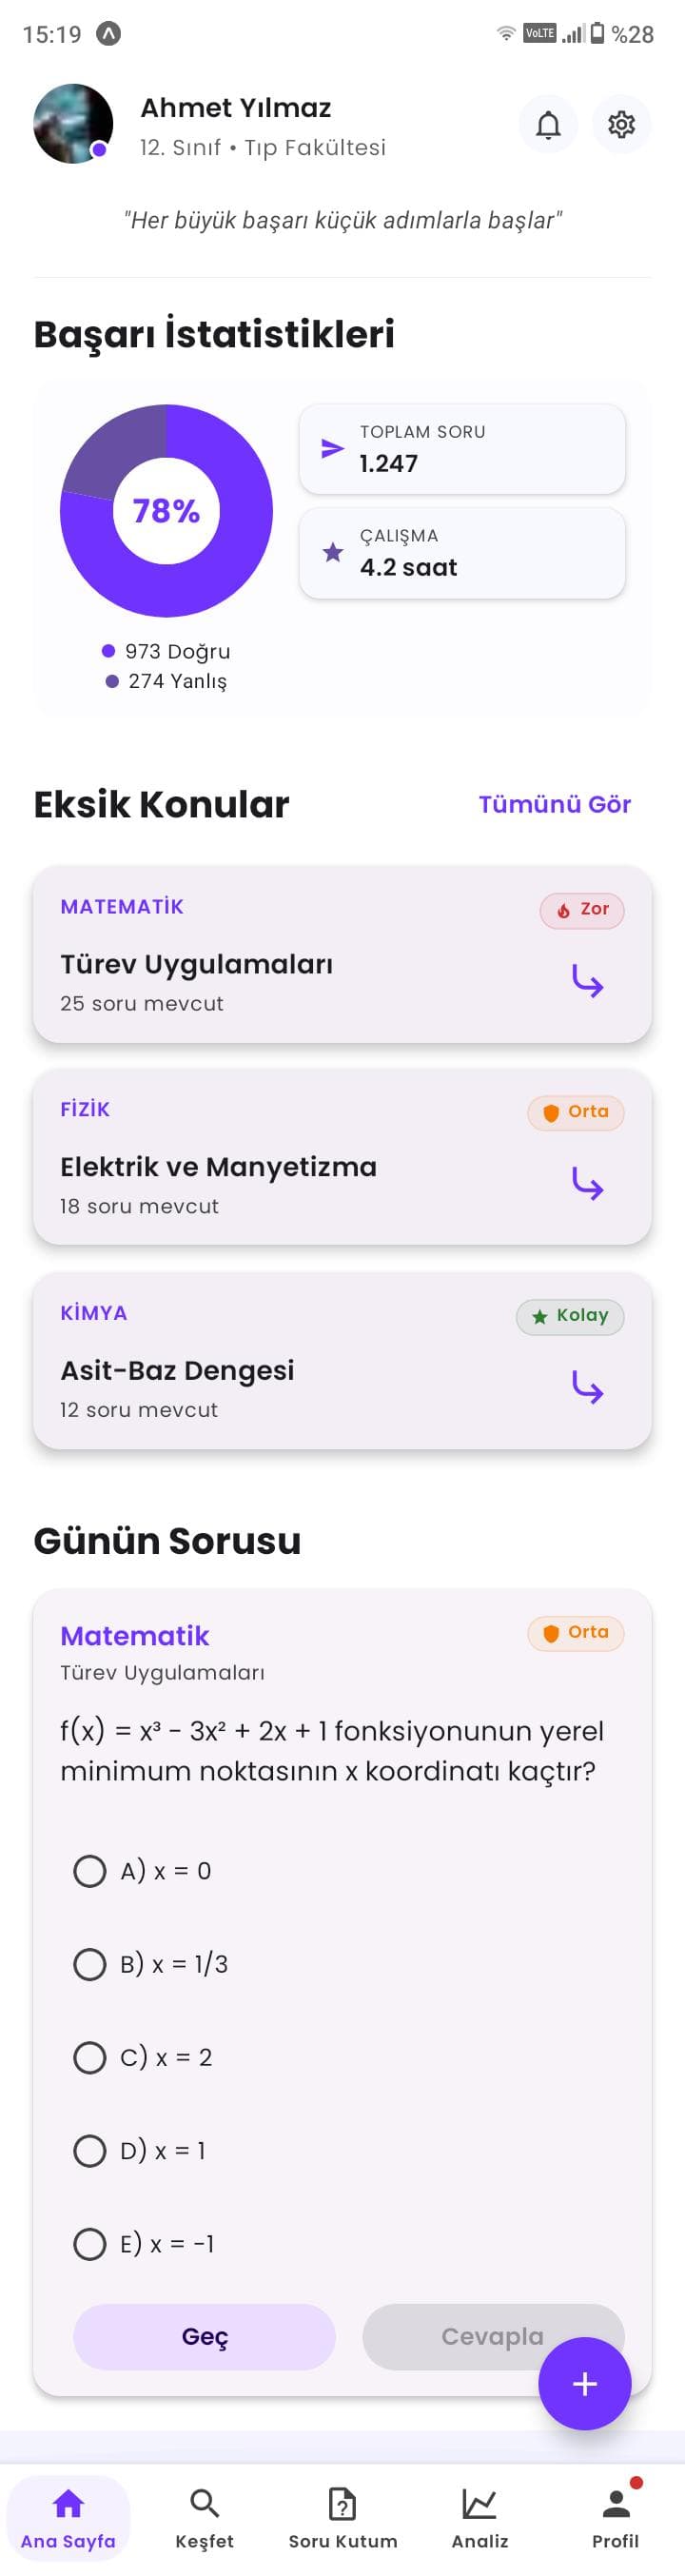 15:19
VoLTE
%28
Ahmet Yılmaz
12. Sınıf • Tıp Fakültesi
"Her büyük başarı küçük adımlarla başlar"
Başarı İstatistikleri
78%
973 Doğru
274 Yanlış
TOPLAM SORU
1.247
ÇALIŞMA
4.2 saat
Eksik Konular
Tümünü Gör
MATEMATİK
Zor
Türev Uygulamaları
25 soru mevcut
FİZİK
Orta
Elektrik ve Manyetizma
18 soru mevcut
KİMYA
Kolay
Asit-Baz Dengesi
12 soru mevcut
Günün Sorusu
Matematik
Orta
Türev Uygulamaları
f(x) = x³ - 3x² + 2x + 1 fonksiyonunun yerel
minimum noktasının x koordinatı kaçtır?
A) x = 0
B) x = 1/3
C) x = 2
D) x = 1
E) x = -1
Geç
Cevapla
+
Ana Sayfa
Keşfet
Soru Kutum
Analiz
Profil